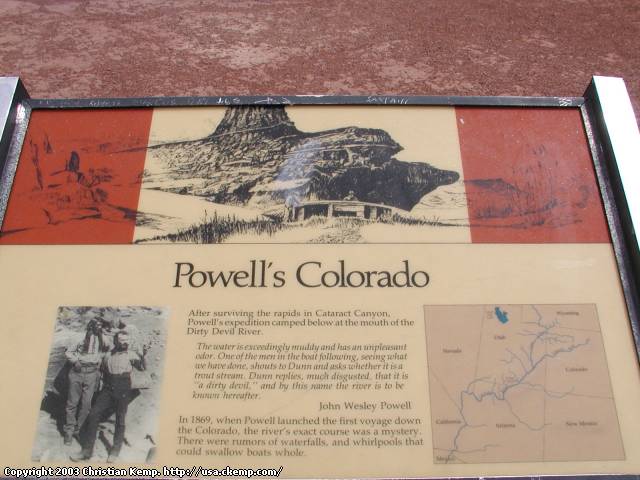 Powell's Colorado
After surviving the rapids in Cataract Canyon,
Powell's expedition camped below at the mouth of the
Dirty Devil River.
The water is exceedingly muddy and has an unpleasant
odor. One of the men in the boat following, seeing what
we have done, shouts to Dunn and asks whether it is a
trout stream. Dunn replies, much disgusted, that it is
"a dirty devil," and by this name the river is to be
known hereafter.
John Wesley Powell
In 1869, when Powell launched the first voyage down
the Colorado, the river's exact course was a mystery.
There were rumors of waterfalls, and whirlpools that
could swallow boats whole.
Wyoming
Nevada
Utah
Colorado
California
Arizona
New Mexico
Mexico
Copyright 2003 Christian Kemp. http://usa.ckemp.com/